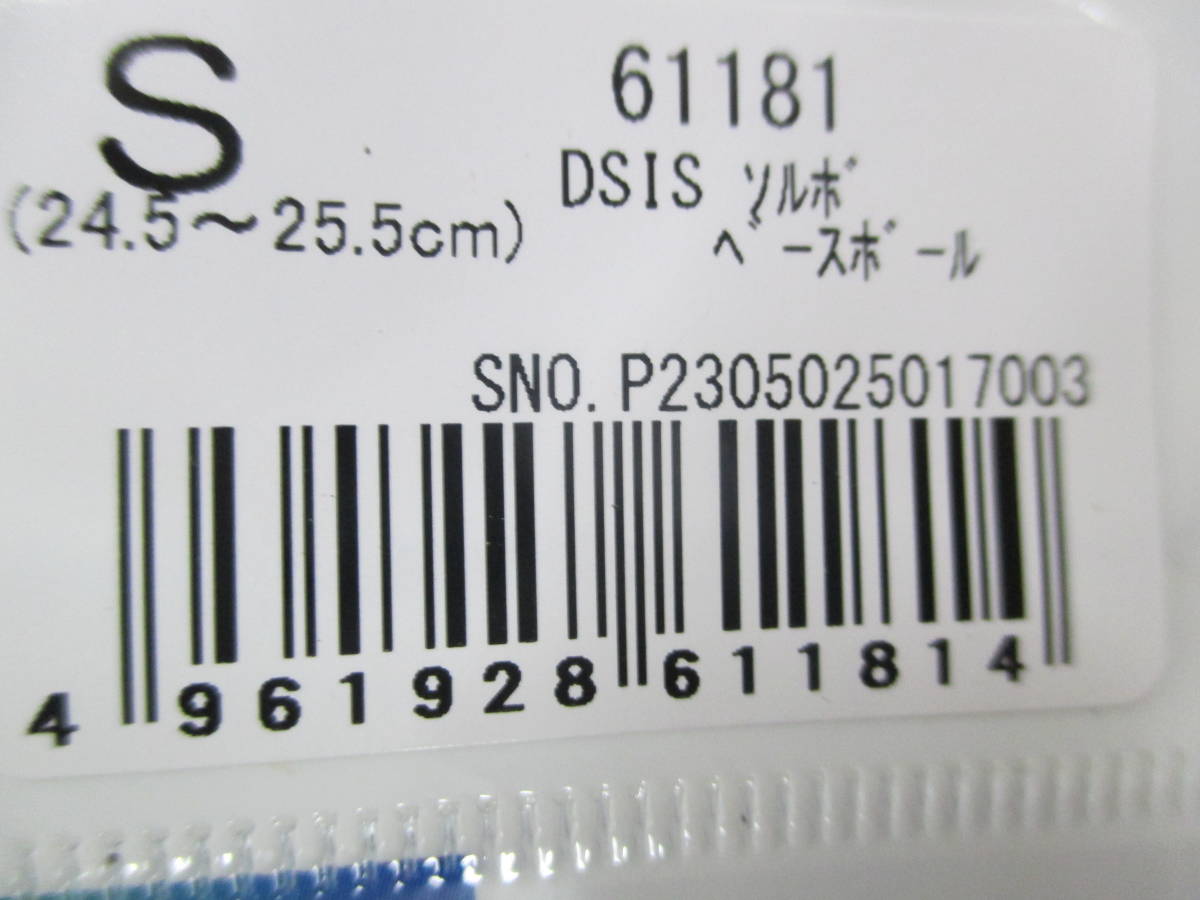 S
(24.5～25.5cm)
61181
DSIS ｿﾙﾎﾞ
ﾍﾞｰｽﾎﾞｰﾙ
SNO. P2305025017003
4 961928 611814